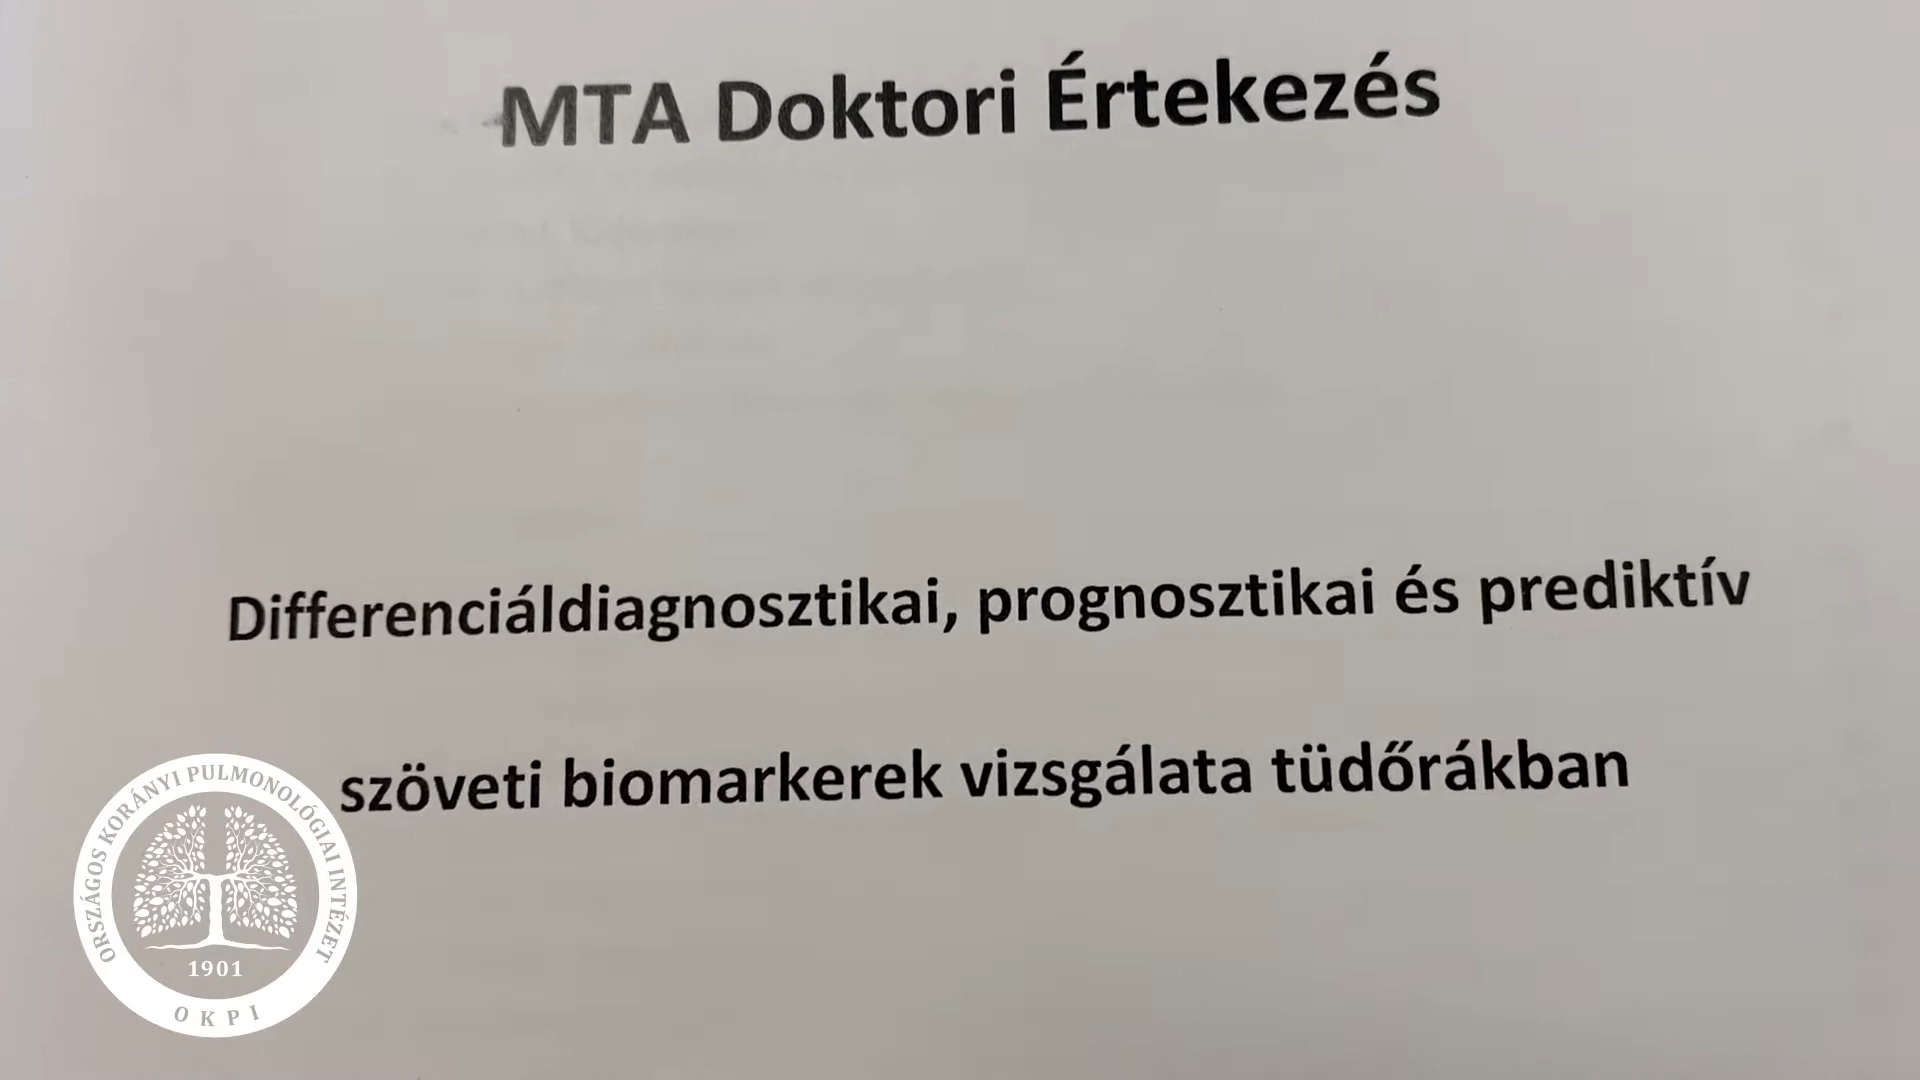 MTA Doktori Értekezés
Differenciáldiagnosztikai, prognosztikai és prediktív
szöveti biomarkerek vizsgálata tüdőrákban
ORSZÁGOS KORÁNYI PULMONOLÓGIAI INTÉZET
1901
OKPI